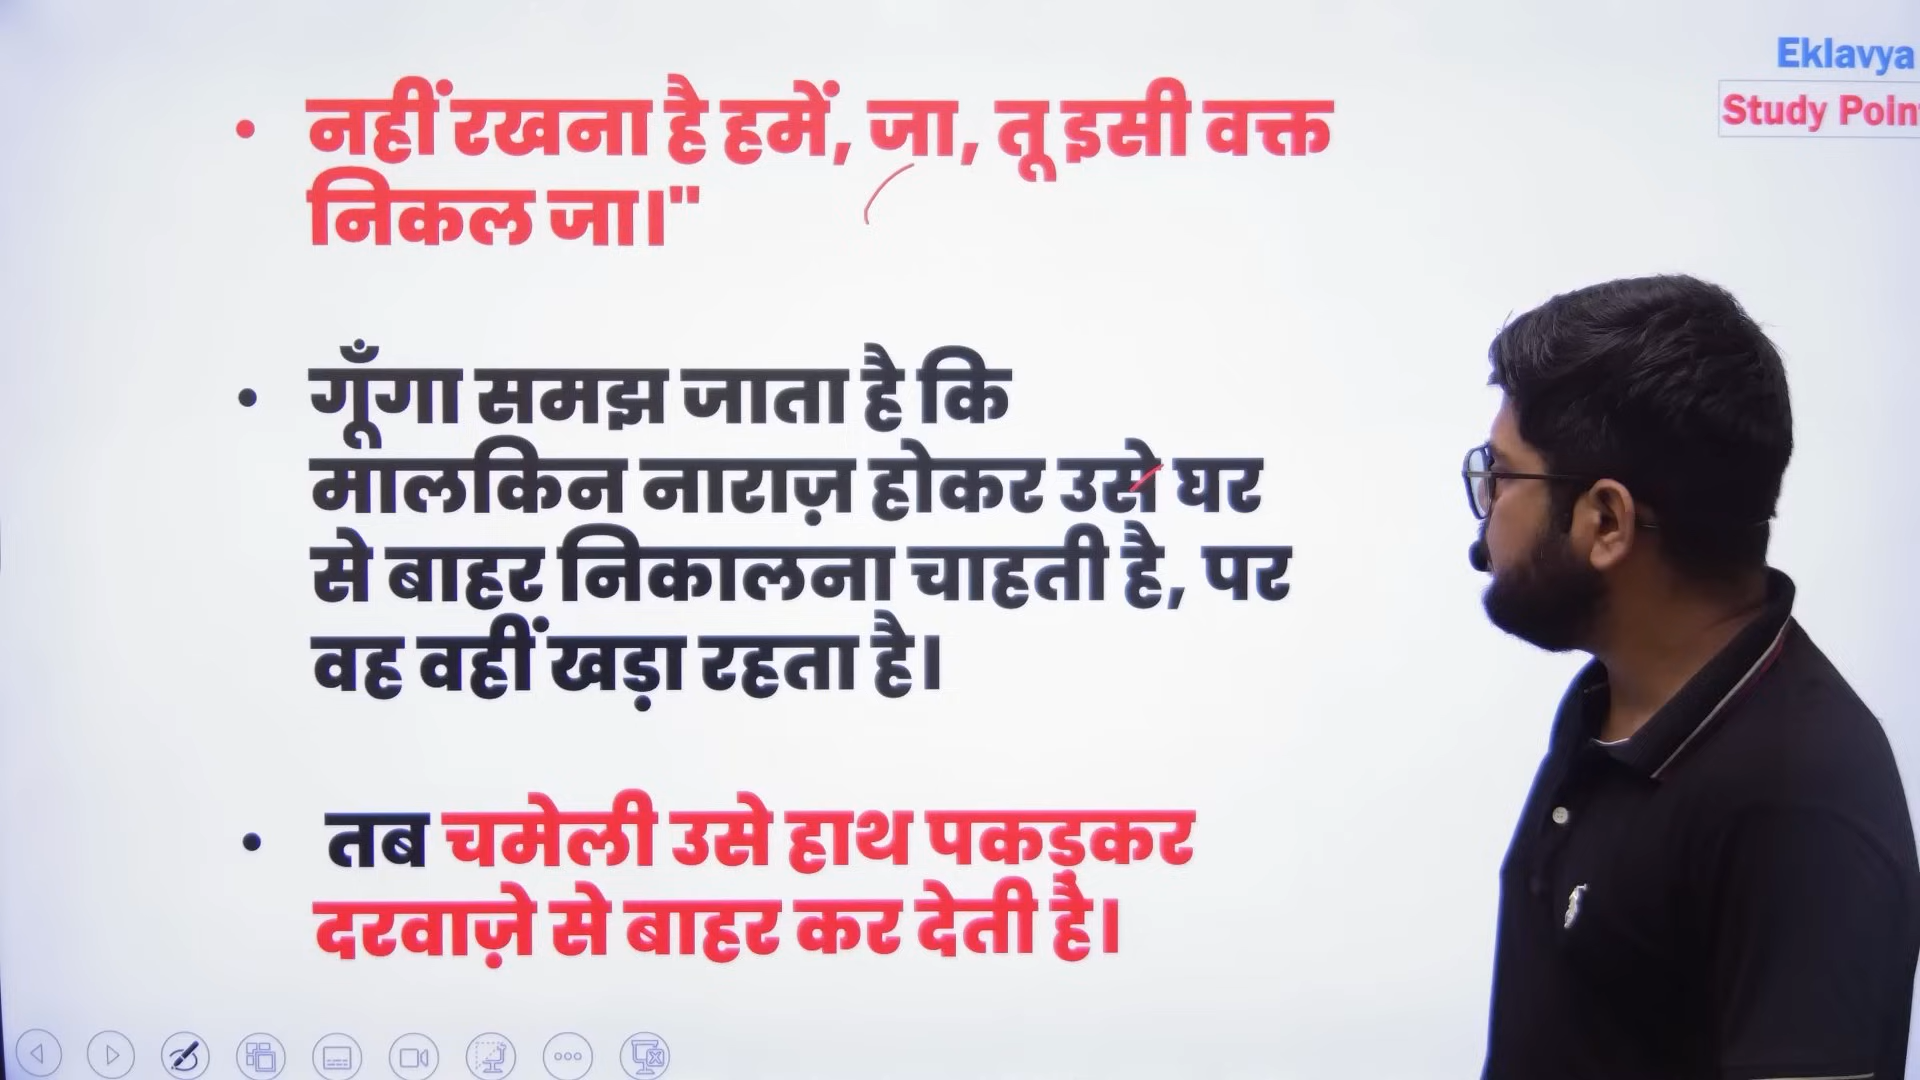 Eklavya
Study Poin
• नहीं रखना है हमें, जा, तू इसी वक्त
निकल जा।"
• गूँगा समझ जाता है कि
मालकिन नाराज़ होकर उसे घर
से बाहर निकालना चाहती है, पर
वह वहीं खड़ा रहता है।
• तब चमेली उसे हाथ पकड़कर
दरवाज़े से बाहर कर देती है।